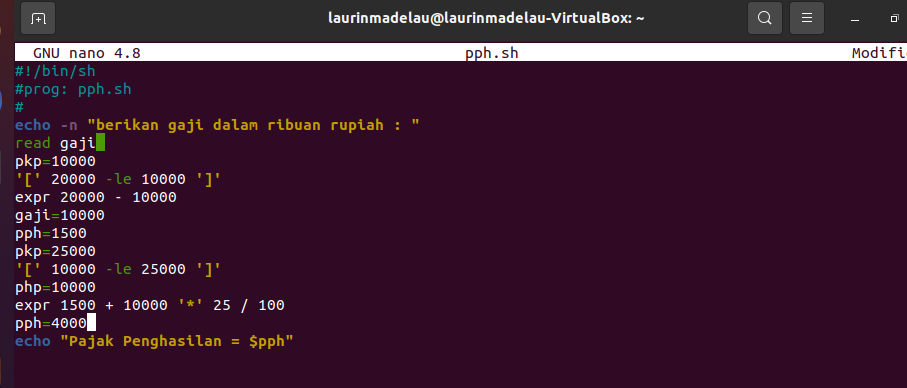 laurinmadelau@laurinmadelau-VirtualBox: ~
GNU nano 4.8 pph.sh Modifi
#!/bin/sh
#prog: pph.sh
#
echo -n "berikan gaji dalam ribuan rupiah : "
read gaji
pkp=10000
'[' 20000 -le 10000 ']'
expr 20000 - 10000
gaji=10000
pph=1500
pkp=25000
'[' 10000 -le 25000 ']'
php=10000
expr 1500 + 10000 '*' 25 / 100
pph=4000
echo "Pajak Penghasilan = $pph"